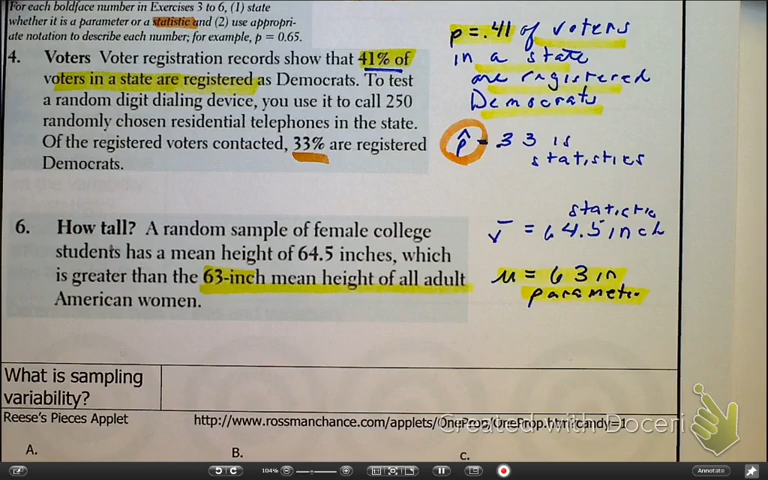 For each boldface number in Exercises 3 to 6, (1) state
whether it is a parameter or a statistic and (2) use appropri-
ate notation to describe each number; for example, p = 0.65.
4. Voters Voter registration records show that 41% of
voters in a state are registered as Democrats. To test
a random digit dialing device, you use it to call 250
randomly chosen residential telephones in the state.
Of the registered voters contacted, 33% are registered
Democrats.
p = .41 of voters
in a state
are registered
Democrats
p̂ = 33 is
statistics
6. How tall? A random sample of female college
students has a mean height of 64.5 inches, which
is greater than the 63-inch mean height of all adult
American women.
statistic
= 64.5 inch
μ = 63 in
parameter
What is sampling
variability?
Reese's Pieces Applet http://www.rossmanchance.com/applets/OneProp/OneProp.htm?candy=1
Created with Doceri
A. B. C.
104%
Annotate